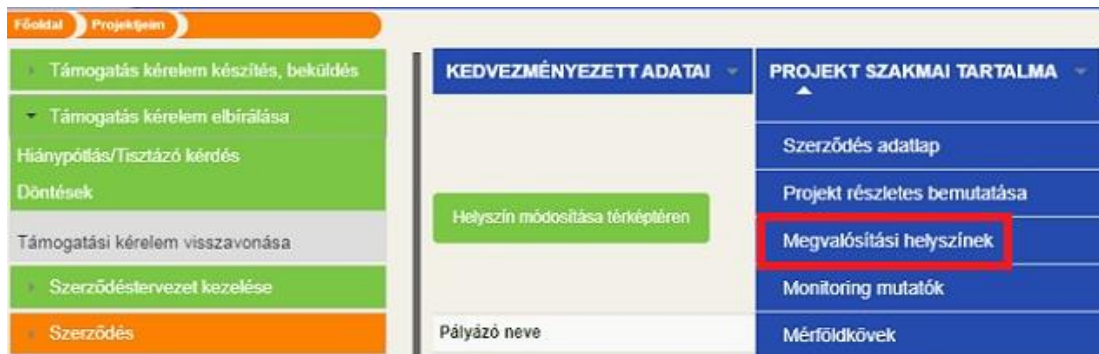 Főoldal Projektjeim
Támogatás kérelem készítés, beküldés
Támogatás kérelem elbírálása
Hiánypótlás/Tisztázó kérdés
Döntések
Támogatási kérelem visszavonása
Szerződéstervezet kezelése
Szerződés
KEDVEZMÉNYEZETT ADATAI
Helyszín módosítása térképtéren
Pályázó neve
PROJEKT SZAKMAI TARTALMA
Szerződés adatlap
Projekt részletes bemutatása
Megvalósítási helyszínek
Monitoring mutatók
Mérföldkövek